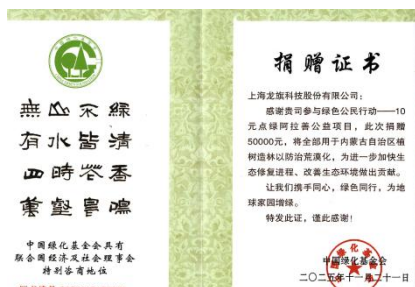 無山不綠
有水皆清
四時花香
萬壑鳥鳴
中国绿化基金会具有
联合国经济及社会理事会
特别咨商地位
捐赠证书
上海龙旗科技股份有限公司：
感谢贵司参与绿色公民行动——10
元点绿阿拉善公益项目，此次捐赠
50000元，将全部用于内蒙古自治区植
树造林以防治荒漠化，为进一步加快生
态修复进程、改善生态环境做出贡献。
让我们携手同心，绿色同行，为地
球家园增绿。
特发此证，谨此感谢！
中国绿化基金会
二〇二五年十一月二十一日